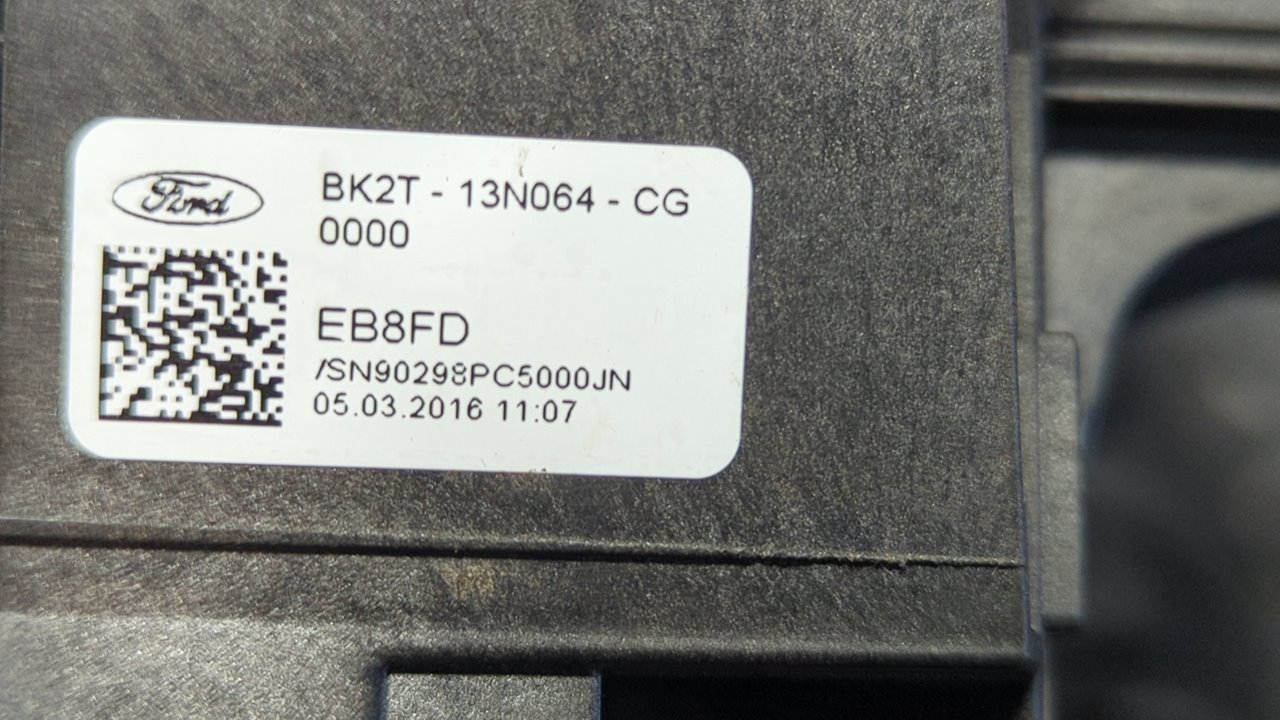 Ford
BK2T - 13N064 - CG
0000
EB8FD
/SN90298PC5000JN
05.03.2016 11:07